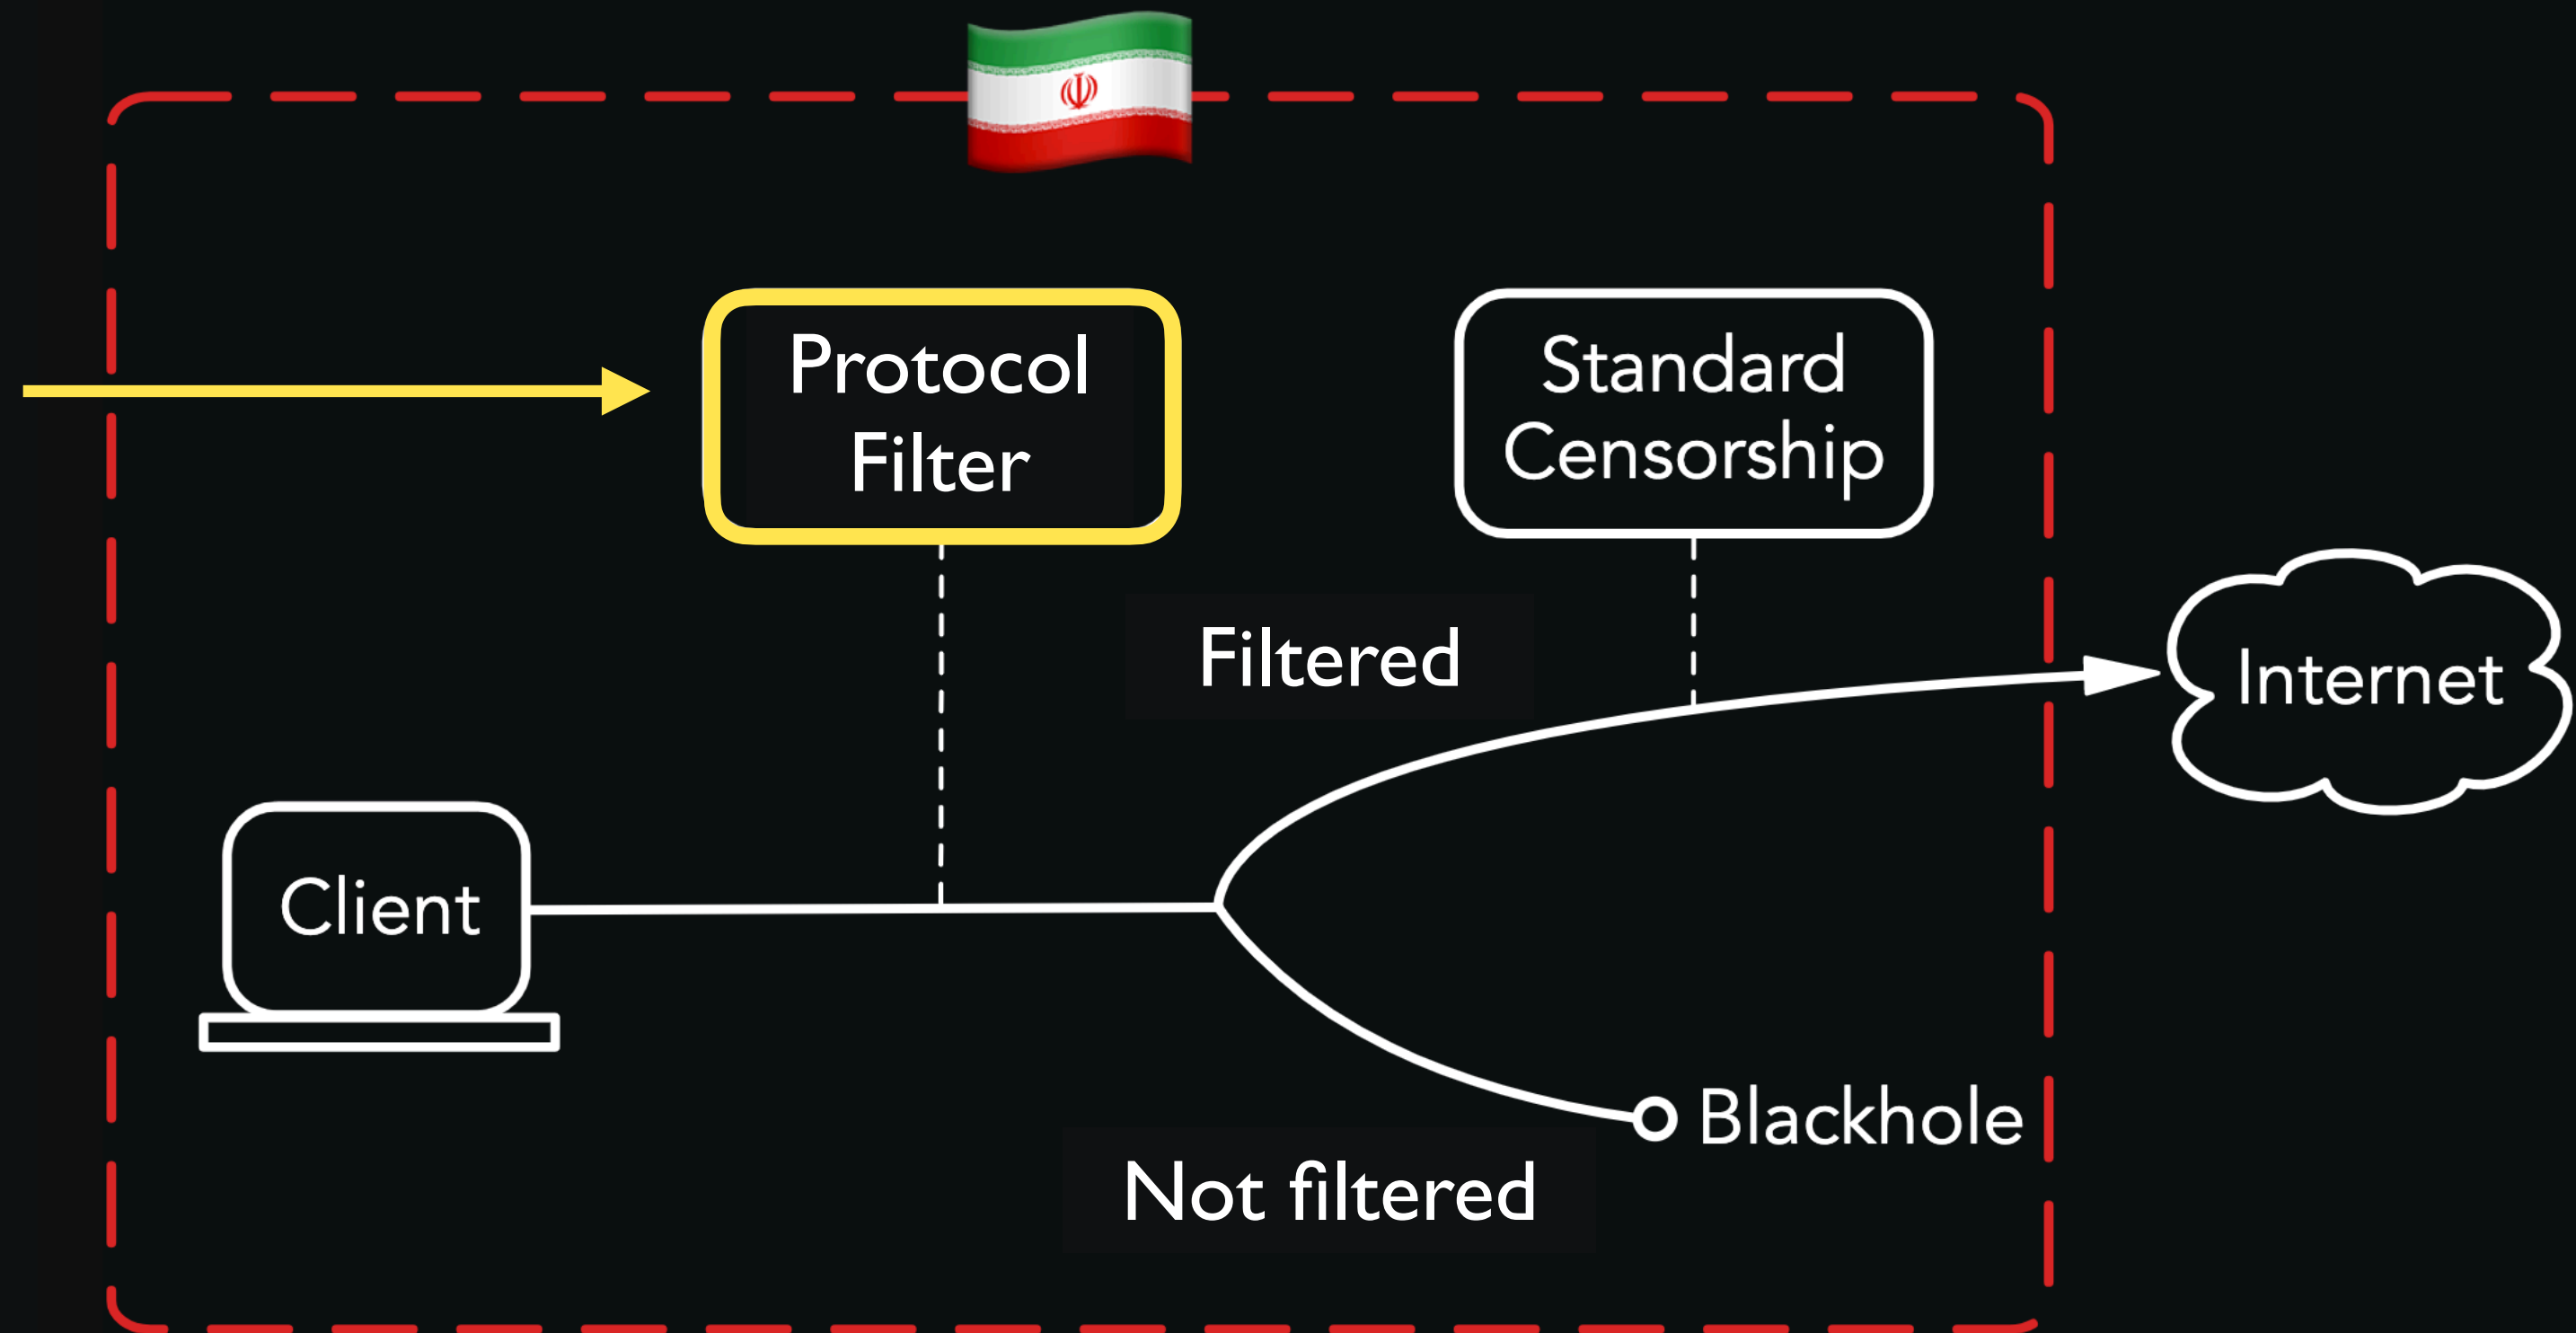 Protocol
Filter
Standard
Censorship
Filtered
Internet
Client
Blackhole
Not filtered